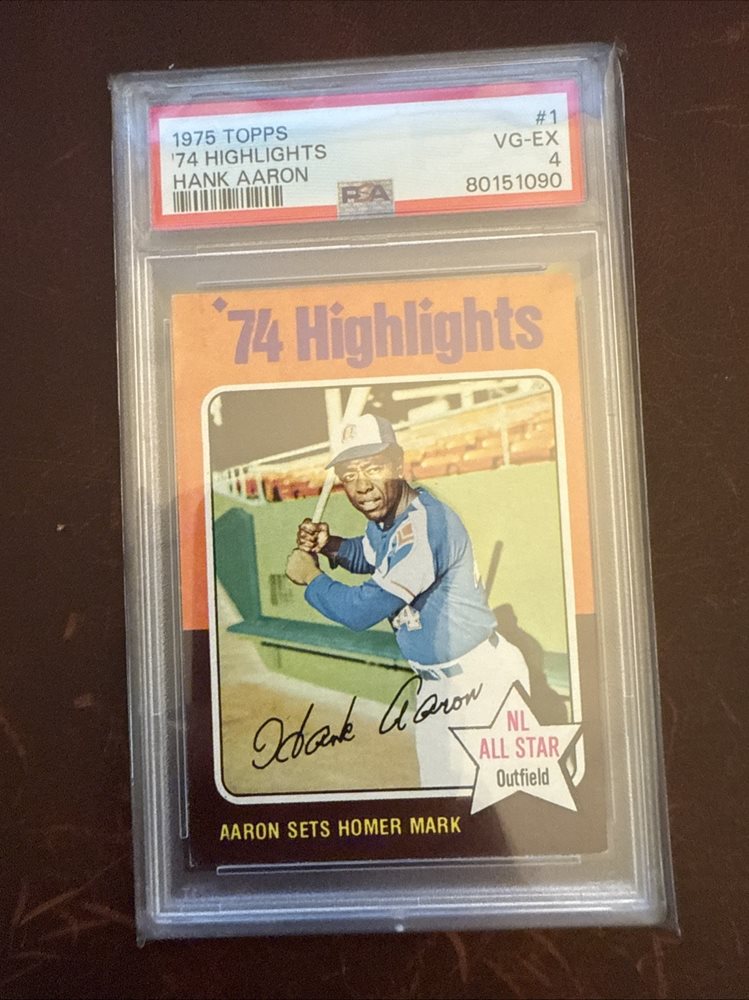 1975 TOPPS #1
'74 HIGHLIGHTS VG-EX
HANK AARON 4
PSA 80151090
'74 Highlights
Hank Aaron
NL
ALL STAR
Outfield
AARON SETS HOMER MARK